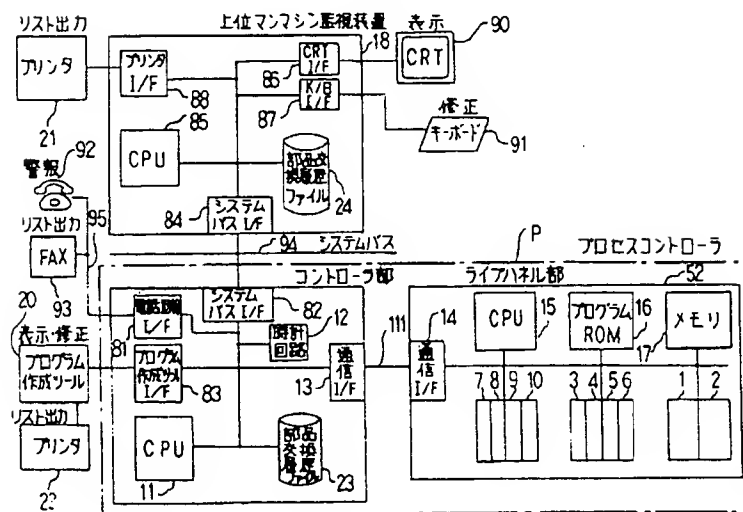 リスト出力
プリンタ
21
上位マンマシン監視装置
18
プリンタ
I/F
88
CRT
I/F
86
K/B
I/F
87
表示
90
CRT
修正
キーボード
91
85
CPU
部品交
換履歴
ファイル
24
84
システム
バス I/F
92
警報
リスト出力
95
FAX
93
94
システムバス
P
プロセスコントローラ
コントローラ部
ライブパネル部
52
20
表示・修正
プログラム
作成ツール
リスト出力
プリンタ
22
システム
バス I/F
82
電話回線
I/F
81
時計
回路
12
プログラム
作成ツール
I/F
83
通信
I/F
13
111
14
通信
I/F
CPU
11
部品
交換
履歴
ファイル
23
CPU
15
プログラム
ROM
16
メモリ
17
7 8 9 10
3 4 5 6
1 2